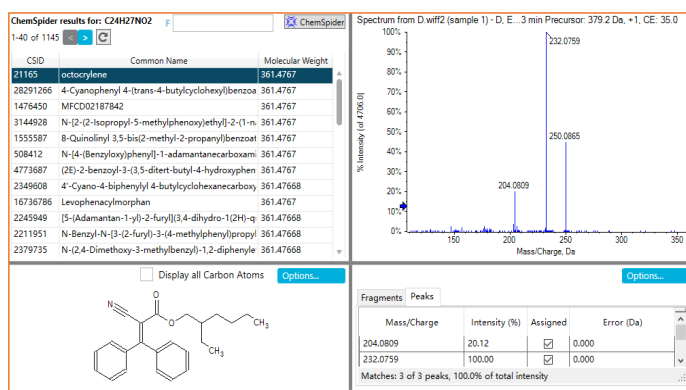 ChemSpider results for: C24H27NO2
F
ChemSpider
1-40 of 1145 < > C
CSID Common Name Molecular Weight
21165 octocrylene 361.4767
28291266 4-Cyanophenyl 4-(trans-4-butylcyclohexyl)benzoa 361.4767
1476450 MFCD02187842 361.4767
3144928 N-[2-(2-Isopropyl-5-methylphenoxy)ethyl]-2-(1-n 361.4767
1555587 8-Quinolinyl 3,5-bis(2-methyl-2-propanyl)benzoat 361.4767
508412 N-[4-(Benzyloxy)phenyl]-1-adamantanecarboxami 361.4767
4773687 (2E)-2-benzoyl-3-(3,5-ditert-butyl-4-hydroxyphen 361.4767
2349608 4'-Cyano-4-biphenylyl 4-butylcyclohexanecarboxy 361.47668
16736786 Levophenacylmorphan 361.4767
2245949 [5-(Adamantan-1-yl)-2-furyl](3,4-dihydro-1(2H)-q 361.47668
2211951 N-Benzyl-N-[3-(2-furyl)-3-(4-methylphenyl)propyl 361.47668
2379735 N-(2,4-Dimethoxy-3-methylbenzyl)-1,2-diphenyle 361.47668
Spectrum from D.wiff2 (sample 1) - D, E...3 min Precursor: 379.2 Da, +1, CE: 35.0
% Intensity [of 4706.0]
100%
90%
80%
70%
60%
50%
40%
30%
20%
10%
0%
232.0759
250.0865
204.0809
150 200 250 300 350
Mass/Charge, Da
Display all Carbon Atoms Options...
N
O
O
CH3
CH3
Options...
Fragments Peaks
Mass/Charge Intensity (%) Assigned Error (Da)
204.0809 20.12 0.000
232.0759 100.00 0.000
Matches: 3 of 3 peaks, 100.0% of total intensity